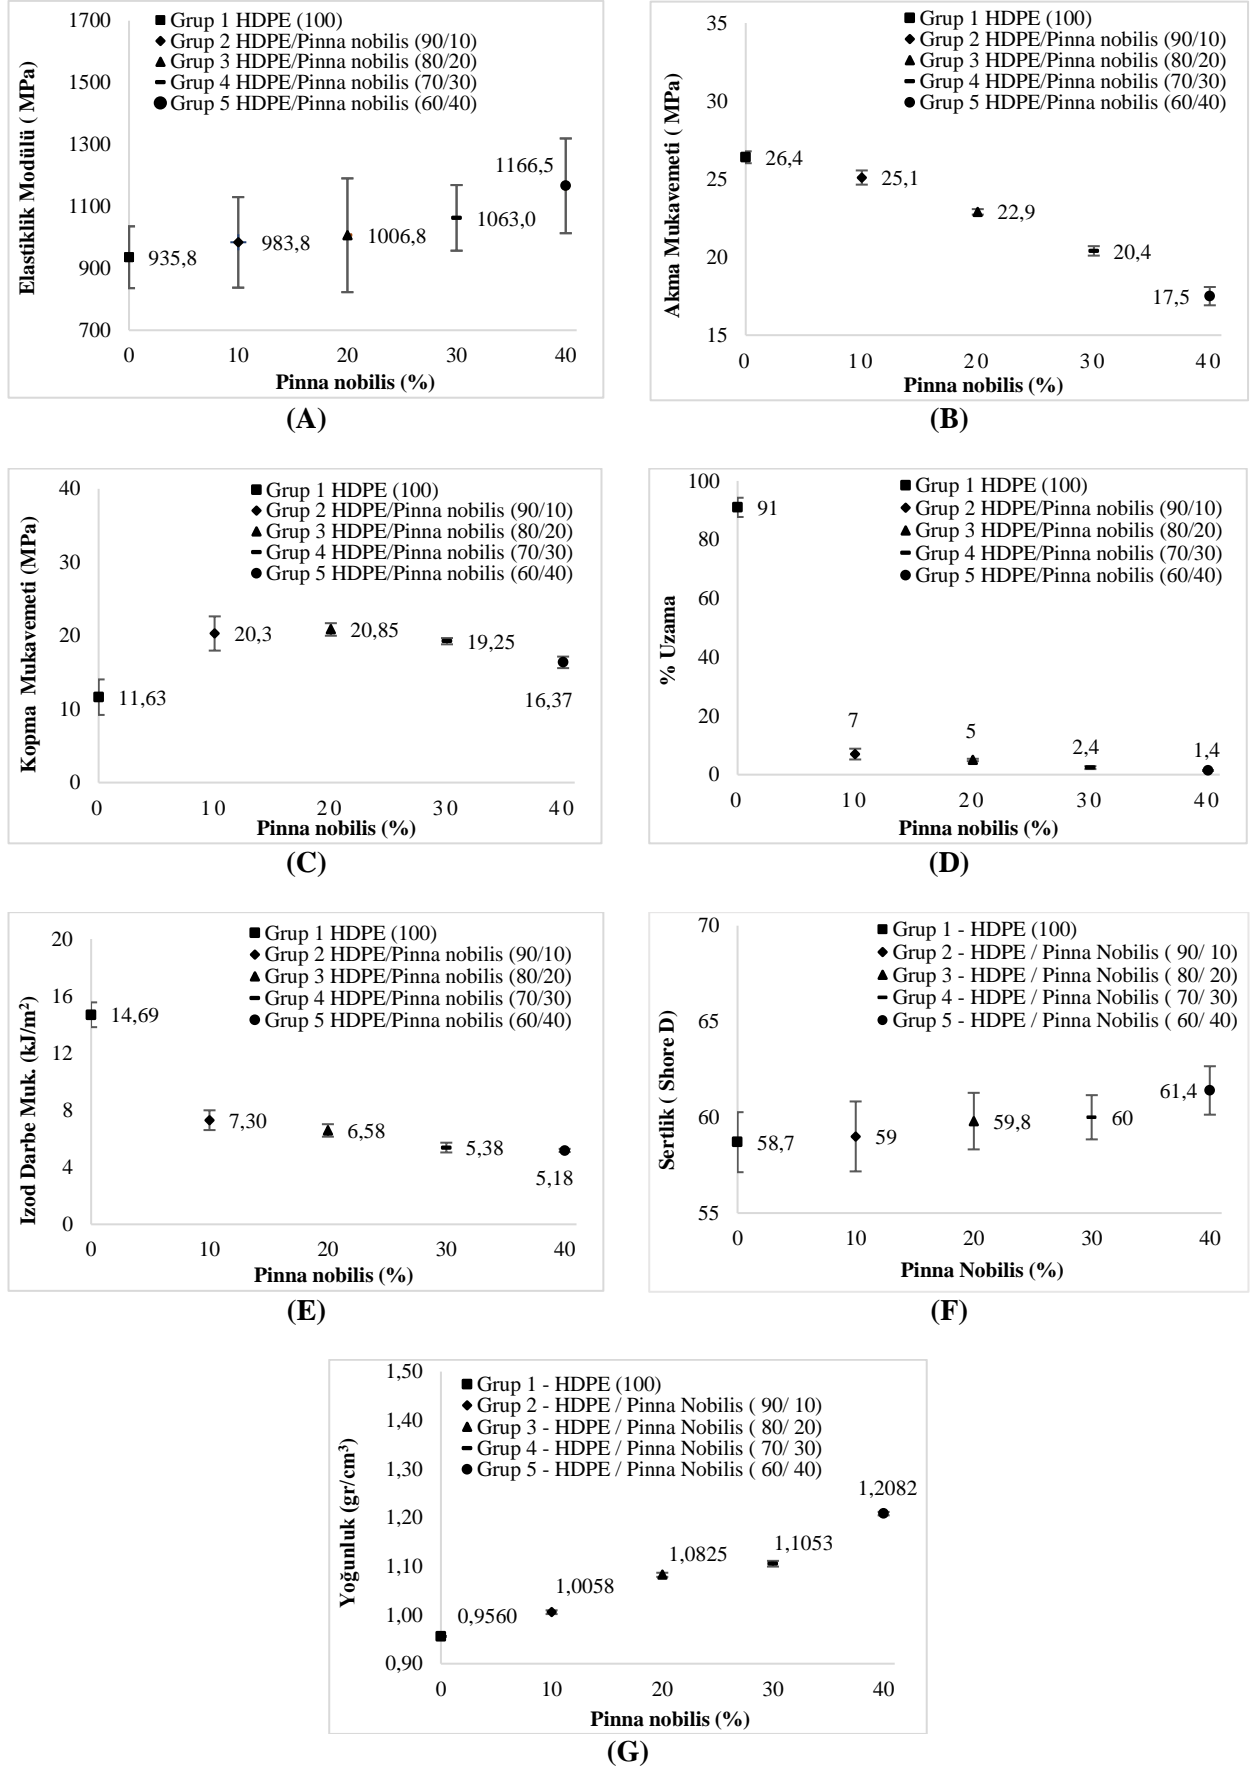 1700
1500
1300
1100
900
700
Elastiklik Modülü ( MPa)
Grup 1 HDPE (100)
Grup 2 HDPE/Pinna nobilis (90/10)
Grup 3 HDPE/Pinna nobilis (80/20)
Grup 4 HDPE/Pinna nobilis (70/30)
Grup 5 HDPE/Pinna nobilis (60/40)
935,8
983,8
1006,8
1063,0
1166,5
0 10 20 30 40
Pinna nobilis (%)
(A)
35
30
25
20
15
Akma Mukavemeti ( MPa)
Grup 1 HDPE (100)
Grup 2 HDPE/Pinna nobilis (90/10)
Grup 3 HDPE/Pinna nobilis (80/20)
Grup 4 HDPE/Pinna nobilis (70/30)
Grup 5 HDPE/Pinna nobilis (60/40)
26,4
25,1
22,9
20,4
17,5
0 10 20 30 40
Pinna nobilis (%)
(B)
40
30
20
10
0
Kopma Mukavemeti (MPa)
Grup 1 HDPE (100)
Grup 2 HDPE/Pinna nobilis (90/10)
Grup 3 HDPE/Pinna nobilis (80/20)
Grup 4 HDPE/Pinna nobilis (70/30)
Grup 5 HDPE/Pinna nobilis (60/40)
11,63
20,3
20,85
19,25
16,37
0 10 20 30 40
Pinna nobilis (%)
(C)
100
80
60
40
20
0
% Uzama
Grup 1 HDPE (100)
Grup 2 HDPE/Pinna nobilis (90/10)
Grup 3 HDPE/Pinna nobilis (80/20)
Grup 4 HDPE/Pinna nobilis (70/30)
Grup 5 HDPE/Pinna nobilis (60/40)
91
7
5
2,4
1,4
0 10 20 30 40
Pinna nobilis (%)
(D)
20
16
12
8
4
0
Izod Darbe Muk. (kJ/m²)
Grup 1 HDPE (100)
Grup 2 HDPE/Pinna nobilis (90/10)
Grup 3 HDPE/Pinna nobilis (80/20)
Grup 4 HDPE/Pinna nobilis (70/30)
Grup 5 HDPE/Pinna nobilis (60/40)
14,69
7,30
6,58
5,38
5,18
0 10 20 30 40
Pinna nobilis (%)
(E)
70
65
60
55
Sertlik ( Shore D)
Grup 1 - HDPE (100)
Grup 2 - HDPE / Pinna Nobilis ( 90/ 10)
Grup 3 - HDPE / Pinna Nobilis ( 80/ 20)
Grup 4 - HDPE / Pinna Nobilis ( 70/ 30)
Grup 5 - HDPE / Pinna Nobilis ( 60/ 40)
58,7
59
59,8
60
61,4
0 10 20 30 40
Pinna Nobilis (%)
(F)
1,50
1,40
1,30
1,20
1,10
1,00
0,90
Yoğunluk (gr/cm³)
Grup 1 - HDPE (100)
Grup 2 - HDPE / Pinna Nobilis ( 90/ 10)
Grup 3 - HDPE / Pinna Nobilis ( 80/ 20)
Grup 4 - HDPE / Pinna Nobilis ( 70/ 30)
Grup 5 - HDPE / Pinna Nobilis ( 60/ 40)
0,9560
1,0058
1,0825
1,1053
1,2082
0 10 20 30 40
Pinna nobilis (%)
(G)